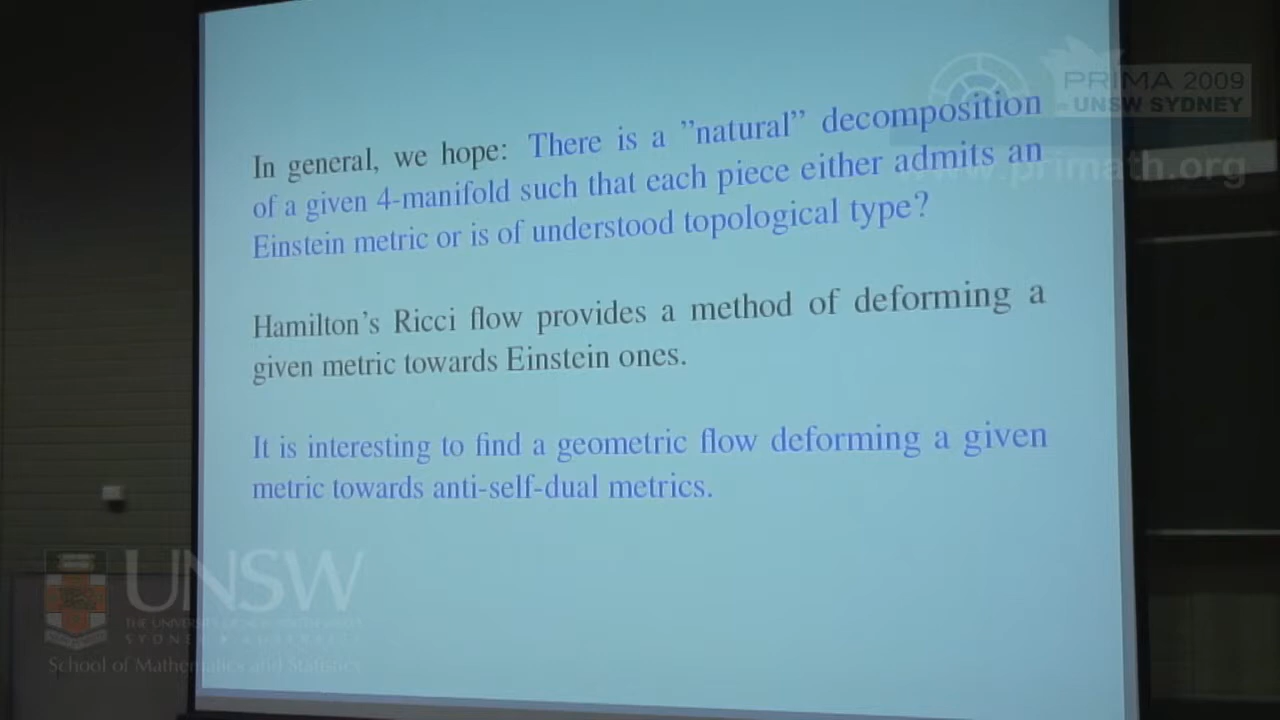 PRIMA 2009
UNSW SYDNEY
www.primath.org
In general, we hope: There is a ”natural” decomposition
of a given 4-manifold such that each piece either admits an
Einstein metric or is of understood topological type?
Hamilton’s Ricci flow provides a method of deforming a
given metric towards Einstein ones.
It is interesting to find a geometric flow deforming a given
metric towards anti-self-dual metrics.
UNSW
SYDNEY
School of Mathematics and Statistics